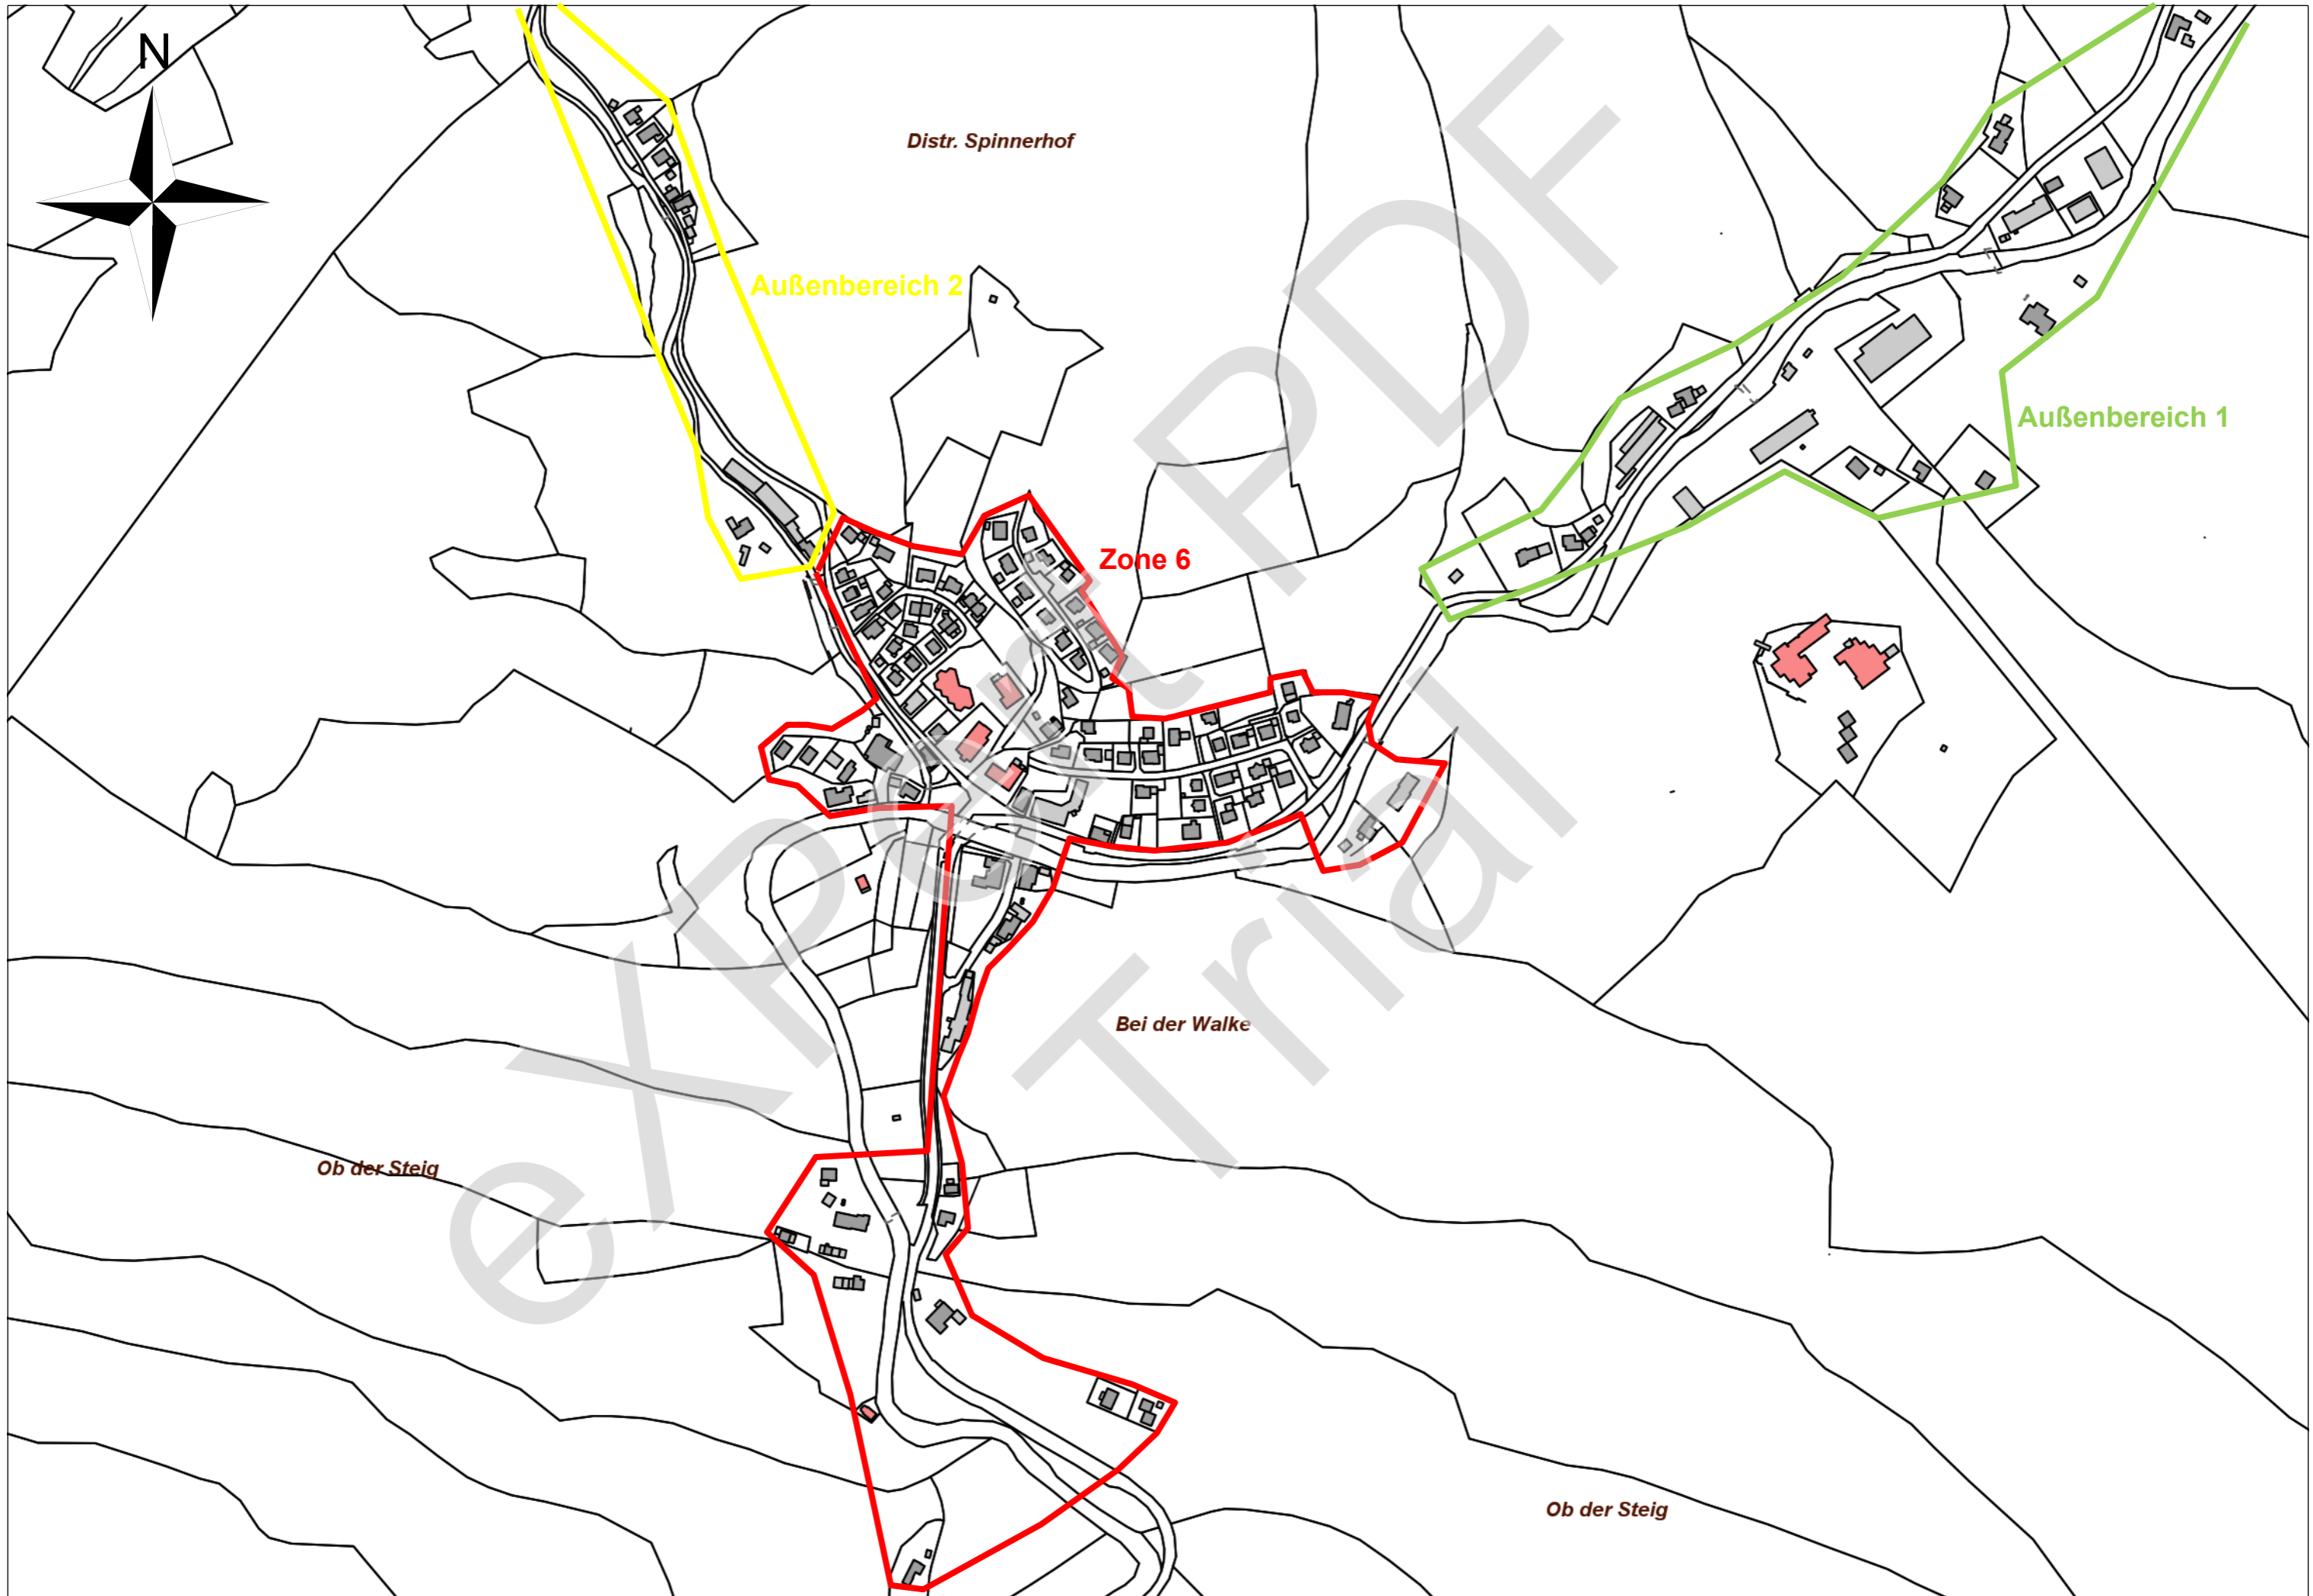 N
Distr. Spinnerhof
Außenbereich 2
Außenbereich 1
Zone 6
Bei der Walke
Ob der Steig
Ob der Steig
eXPert PDF
Trial